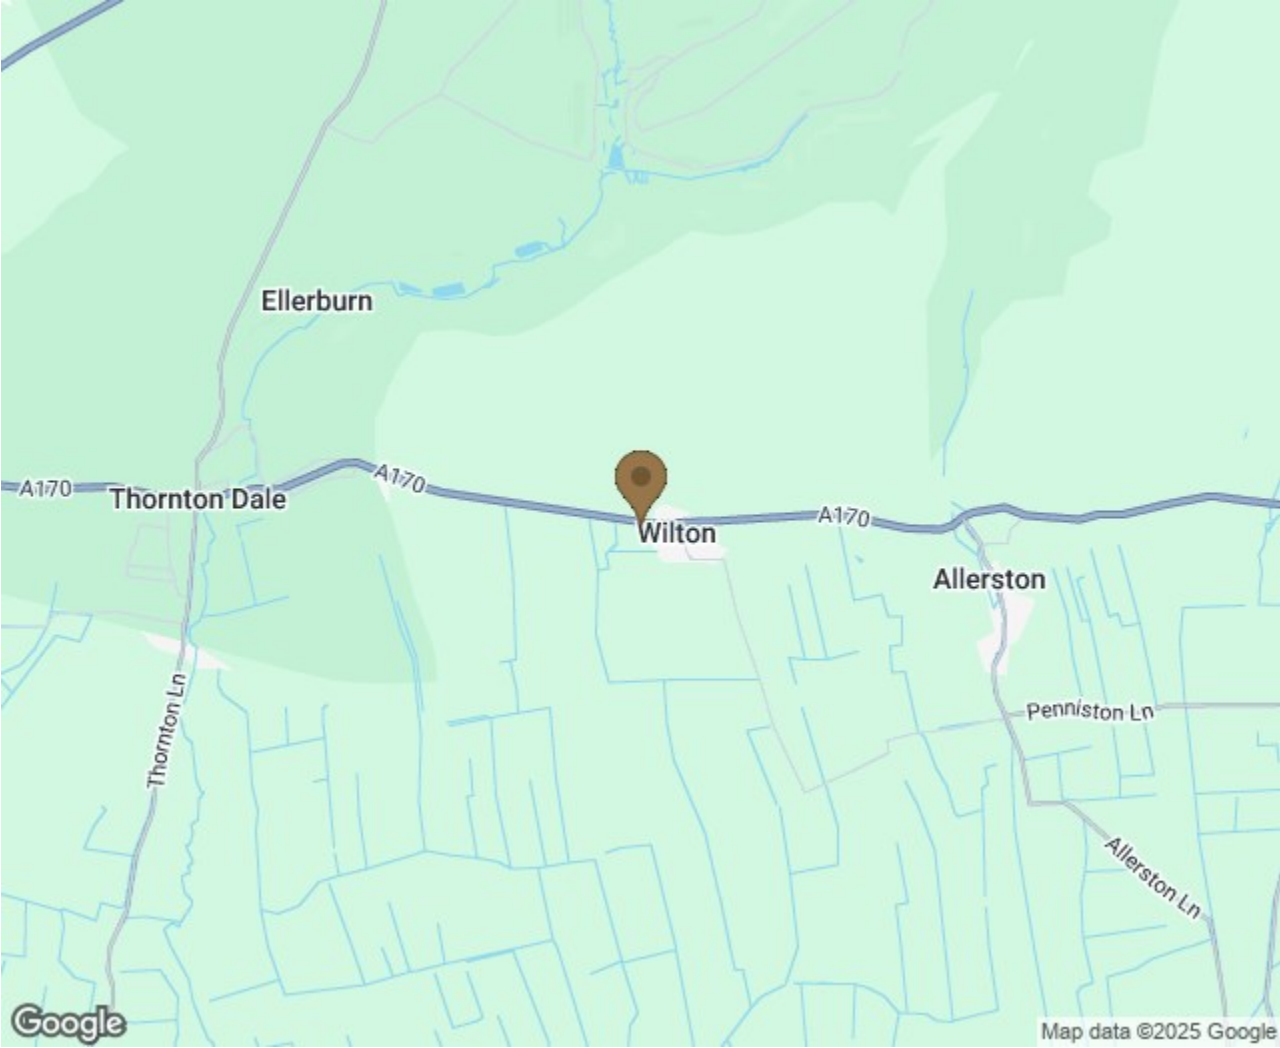 Ellerburn
A170
A170
Thornton Dale
Wilton
A170
Allerston
Thornton Ln
Penniston Ln
Allerston Ln
Google
Map data ©2025 Google